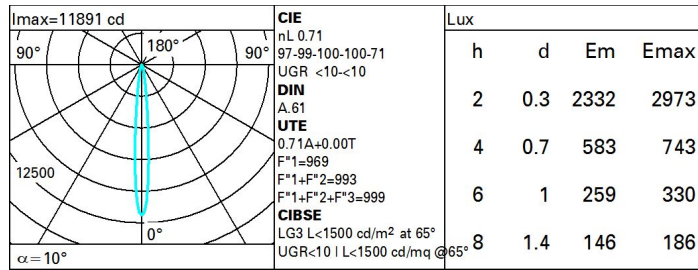 Imax=11891 cd
90°
180°
90°
12500
0°
α=10°
CIE
nL 0.71
97-99-100-100-71
UGR <10-<10
DIN
A.61
UTE
0.71A+0.00T
F"1=969
F"1+F"2=993
F"1+F"2+F"3=999
CIBSE
LG3 L<1500 cd/m² at 65°
UGR<10 | L<1500 cd/mq @65°
Lux
h d Em Emax
2 0.3 2332 2973
4 0.7 583 743
6 1 259 330
8 1.4 146 186